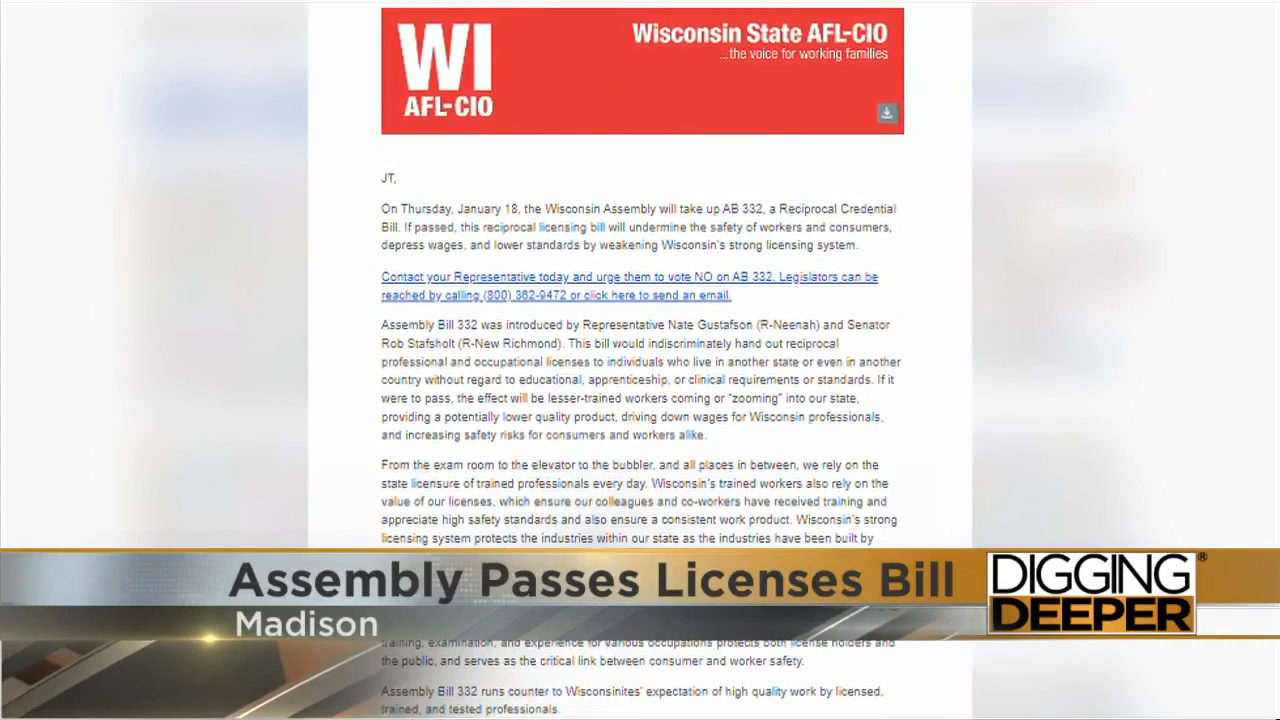 WI
AFL-CIO
Wisconsin State AFL-CIO
...the voice for working families
JT,
On Thursday, January 18, the Wisconsin Assembly will take up AB 332, a Reciprocal Credential
Bill. If passed, this reciprocal licensing bill will undermine the safety of workers and consumers,
depress wages, and lower standards by weakening Wisconsin's strong licensing system.
Contact your Representative today and urge them to vote NO on AB 332. Legislators can be
reached by calling (800) 362-9472 or click here to send an email.
Assembly Bill 332 was introduced by Representative Nate Gustafson (R-Neenah) and Senator
Rob Stafsholt (R-New Richmond). This bill would indiscriminately hand out reciprocal
professional and occupational licenses to individuals who live in another state or even in another
country without regard to educational, apprenticeship, or clinical requirements or standards. If it
were to pass, the effect will be lesser-trained workers coming or “zooming” into our state,
providing a potentially lower quality product, driving down wages for Wisconsin professionals,
and increasing safety risks for consumers and workers alike.
From the exam room to the elevator to the bubbler, and all places in between, we rely on the
state licensure of trained professionals every day. Wisconsin's trained workers also rely on the
value of our licenses, which ensure our colleagues and co-workers have received training and
appreciate high safety standards and also ensure a consistent work product. Wisconsin's strong
licensing system protects the industries within our state as the industries have been built by
Assembly Passes Licenses Bill
Madison
DIGGING
DEEPER
®
training, examination, and experience for various occupations protects both license holders and
the public, and serves as the critical link between consumer and worker safety.
Assembly Bill 332 runs counter to Wisconsinites' expectation of high quality work by licensed,
trained, and tested professionals.